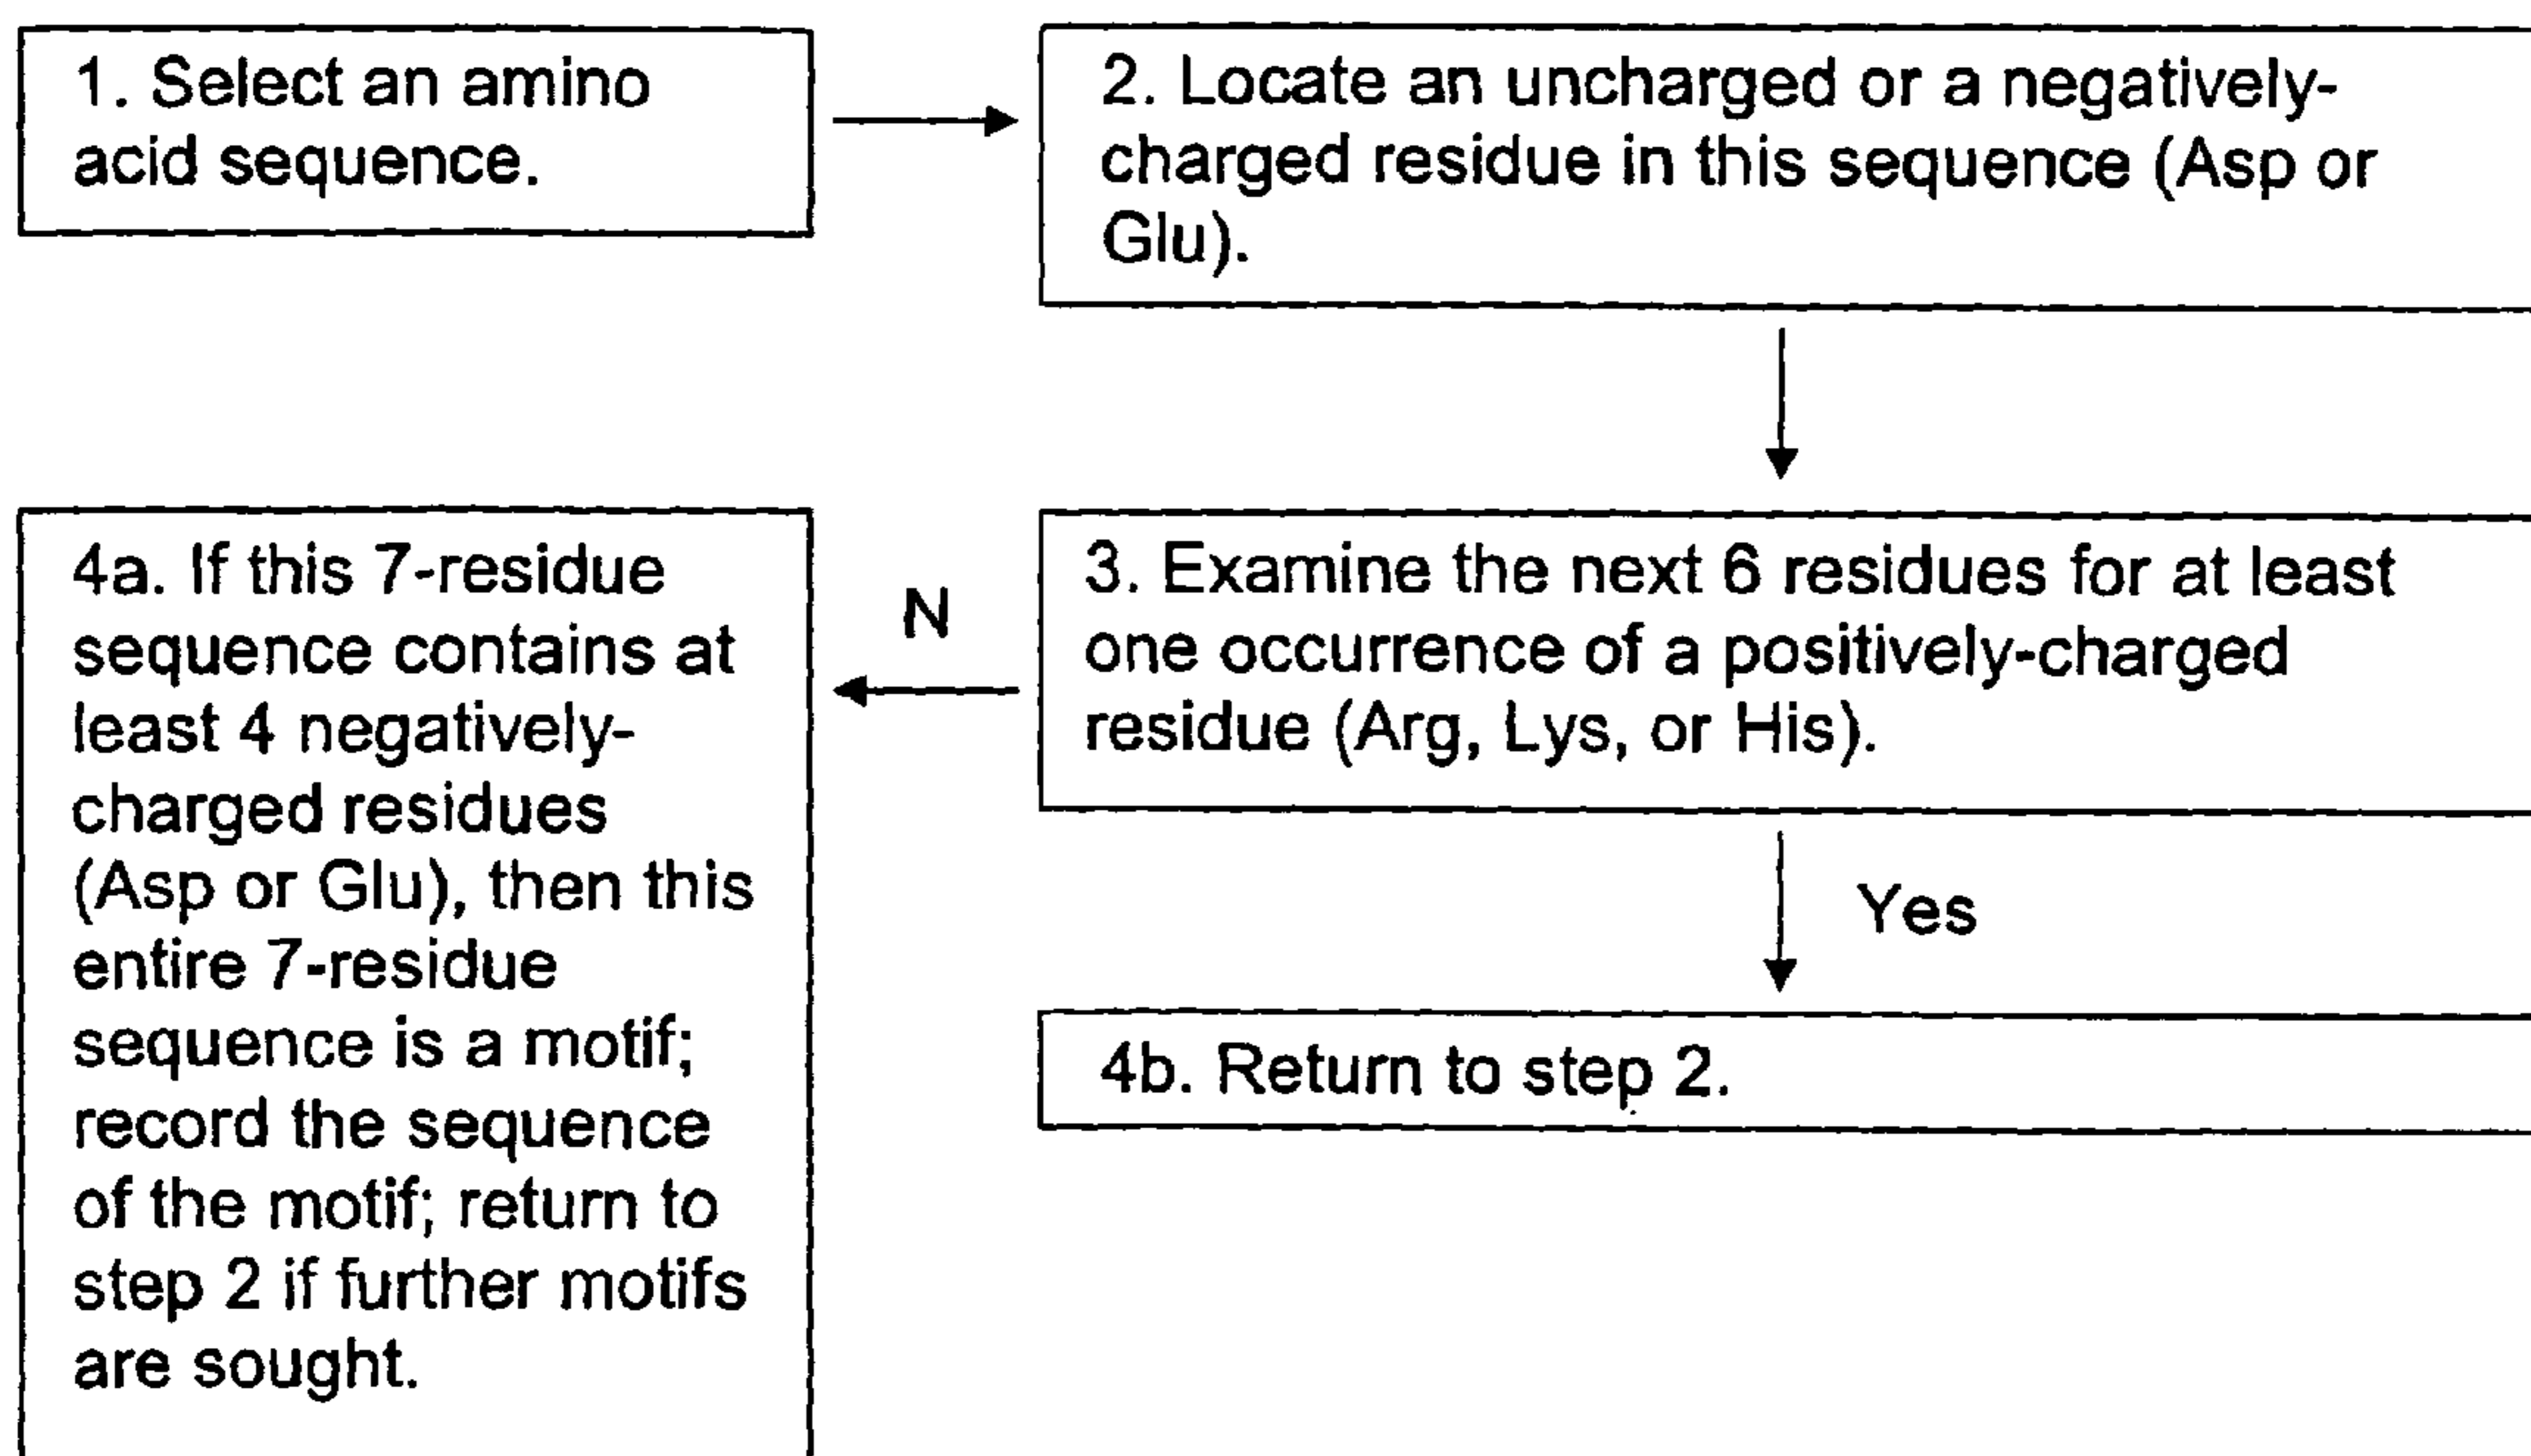 1. Select an amino
acid sequence.
2. Locate an uncharged or a negatively-
charged residue in this sequence (Asp or
Glu).
3. Examine the next 6 residues for at least
one occurrence of a positively-charged
residue (Arg, Lys, or His).
N
4a. If this 7-residue
sequence contains at
least 4 negatively-
charged residues
(Asp or Glu), then this
entire 7-residue
sequence is a motif;
record the sequence
of the motif; return to
step 2 if further motifs
are sought.
Yes
4b. Return to step 2.